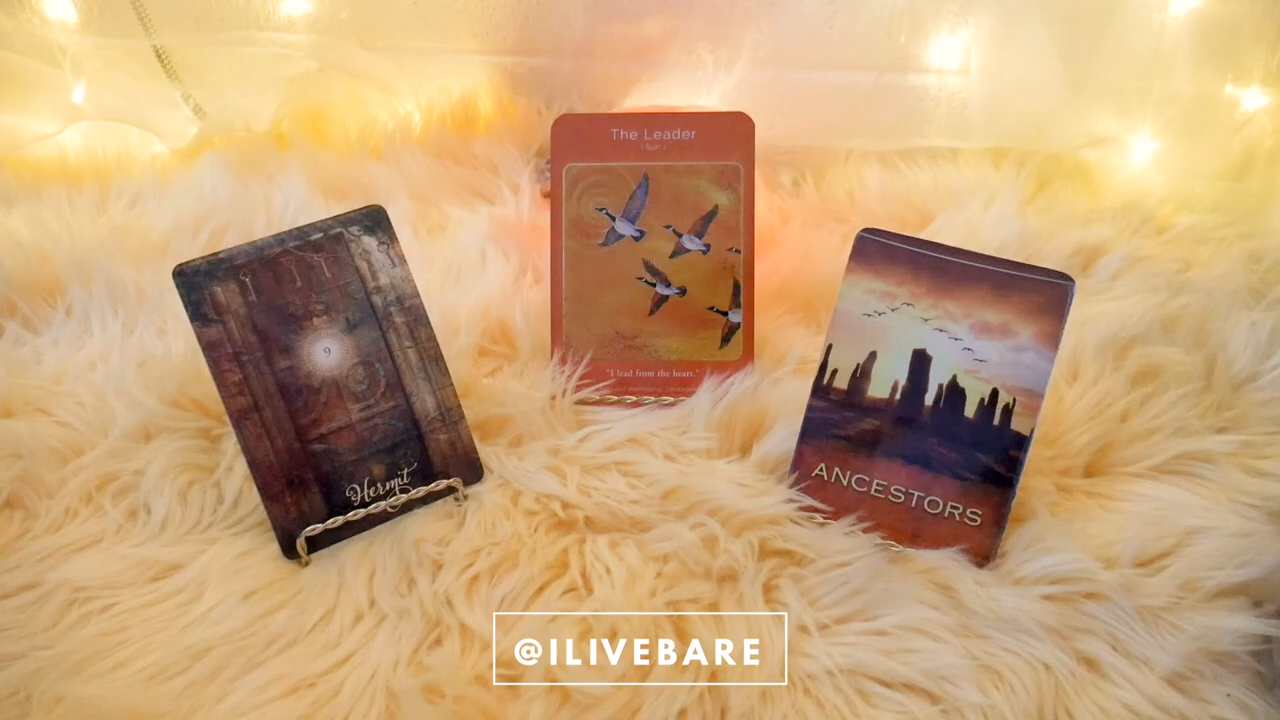 9
Hermit
The Leader
(Sun)
"I lead from the heart."
ANCESTORS
@ILIVEBARE